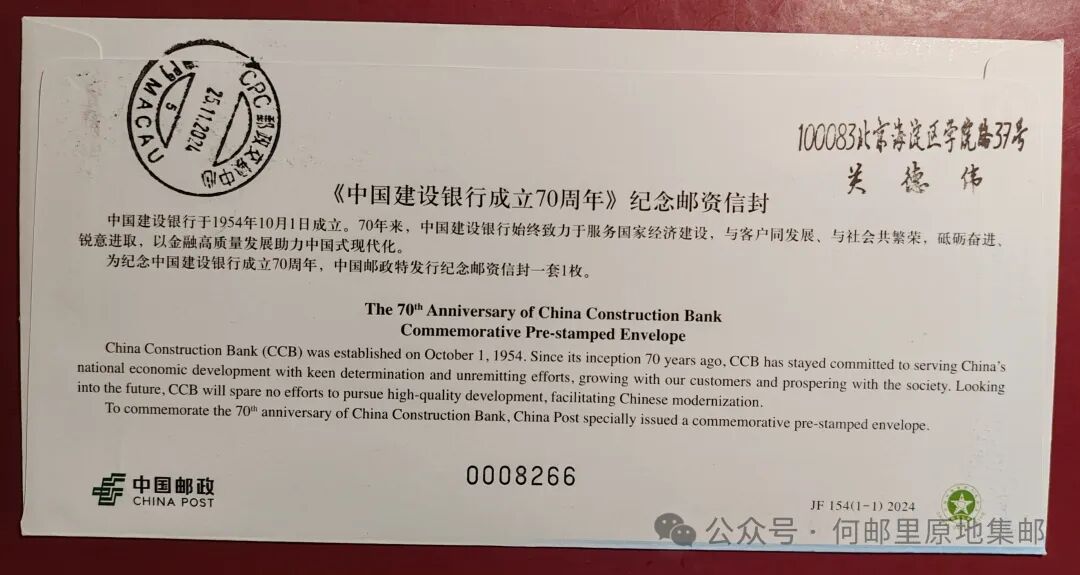 CPC 邮政交换中心
25.11.2024
5
澳門 MACAU
100083北京海淀区学院路37号
关德伟
《中国建设银行成立70周年》纪念邮资信封
中国建设银行于1954年10月1日成立。70年来，中国建设银行始终致力于服务国家经济建设，与客户同发展、与社会共繁荣，砥砺奋进、
锐意进取，以金融高质量发展助力中国式现代化。
为纪念中国建设银行成立70周年，中国邮政特发行纪念邮资信封一套1枚。
The 70th Anniversary of China Construction Bank
Commemorative Pre-stamped Envelope
China Construction Bank (CCB) was established on October 1, 1954. Since its inception 70 years ago, CCB has stayed committed to serving China's
national economic development with keen determination and unremitting efforts, growing with our customers and prospering with the society. Looking
into the future, CCB will spare no efforts to pursue high-quality development, facilitating Chinese modernization.
To commemorate the 70th anniversary of China Construction Bank, China Post specially issued a commemorative pre-stamped envelope.
中国邮政
CHINA POST
0008266
JF 154(1-1) 2024
公众号·何邮里原地集邮